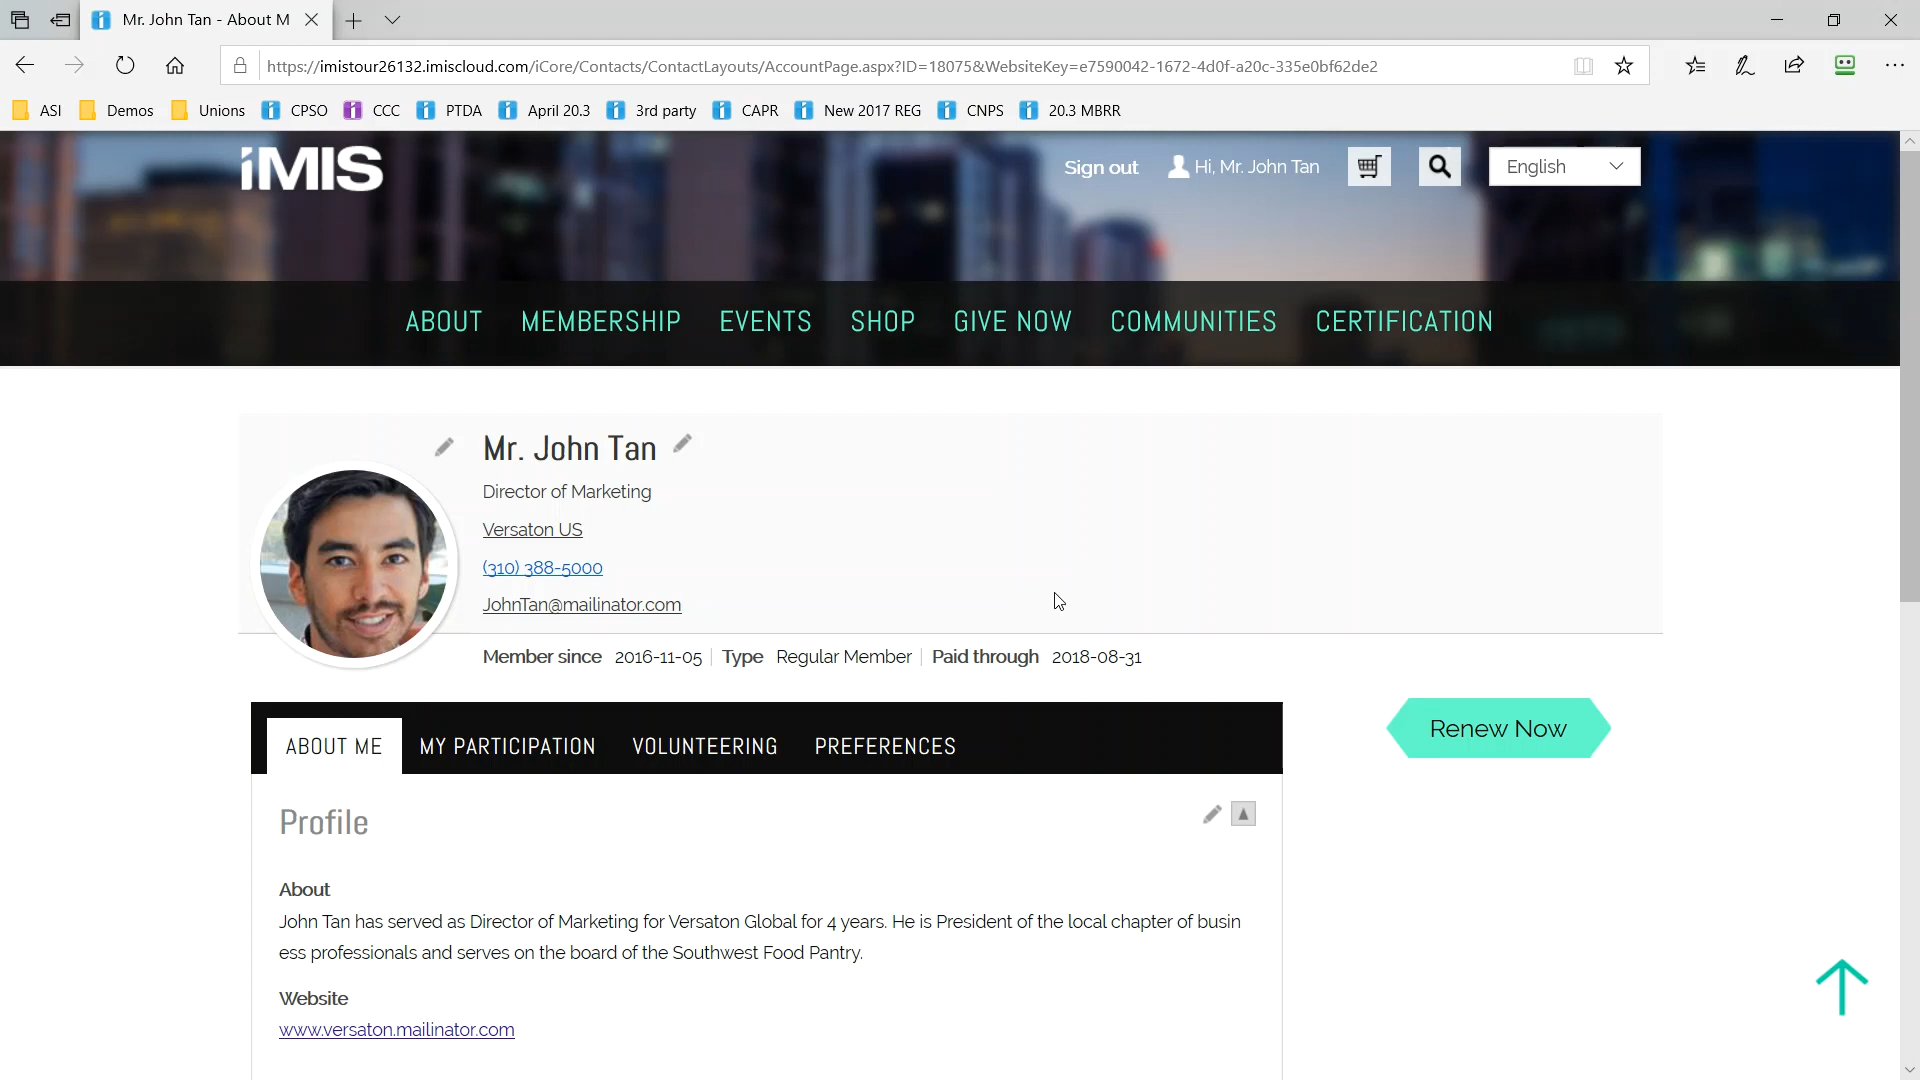 Mr. John Tan - About M
https://imistour26132.imiscloud.com/iCore/Contacts/ContactLayouts/AccountPage.aspx?ID=18075&WebsiteKey=e7590042-1672-4d0f-a20c-335e0bf62de2
ASI Demos Unions CPSO CCC PTDA April 20.3 3rd party CAPR New 2017 REG CNPS 20.3 MBRR
iMIS Sign out Hi, Mr. John Tan English
ABOUT MEMBERSHIP EVENTS SHOP GIVE NOW COMMUNITIES CERTIFICATION
Mr. John Tan
Director of Marketing
Versaton US
(310) 388-5000
JohnTan@mailinator.com
Member since 2016-11-05 Type Regular Member Paid through 2018-08-31
Renew Now
ABOUT ME MY PARTICIPATION VOLUNTEERING PREFERENCES
Profile
About
John Tan has served as Director of Marketing for Versaton Global for 4 years. He is President of the local chapter of busin
ess professionals and serves on the board of the Southwest Food Pantry.
Website
www.versaton.mailinator.com